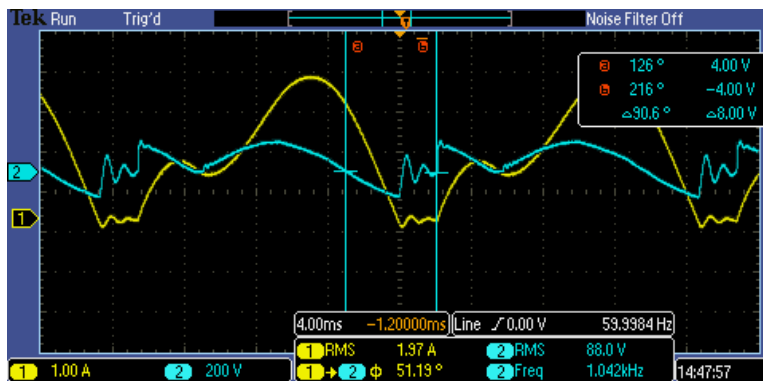 Tek Run Trig'd Noise Filter Off
T
a b
a 126 ° 4.00 V
b 216 ° −4.00 V
△90.6 ° △8.00 V
2
1
4.00ms −1.20000ms Line ∕ 0.00 V 59.9984 Hz
1 RMS 1.97 A 2 RMS 88.0 V
1 1.00 A 2 200 V 1→2 ϕ 51.19 ° 2 Freq 1.042kHz 14:47:57